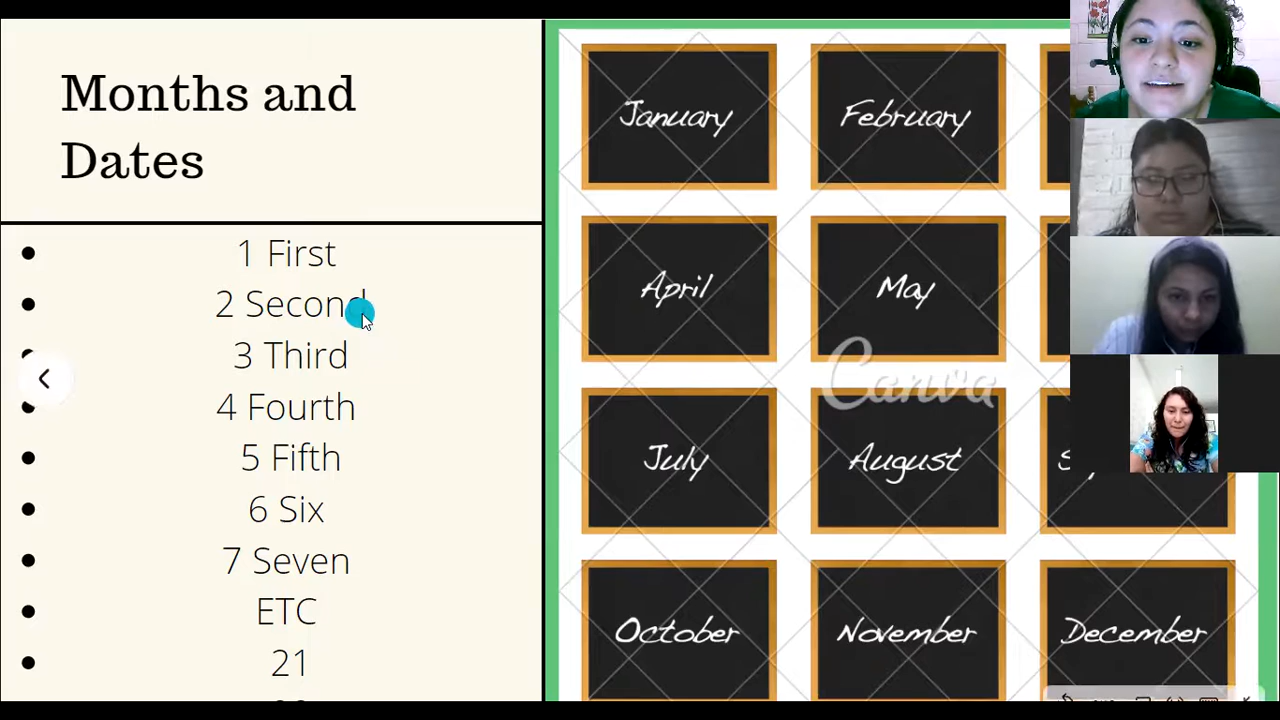 Months and
Dates
1 First
2 Second
3 Third
4 Fourth
5 Fifth
6 Six
7 Seven
ETC
21
January
February
April
May
Canva
July
August
October
November
December